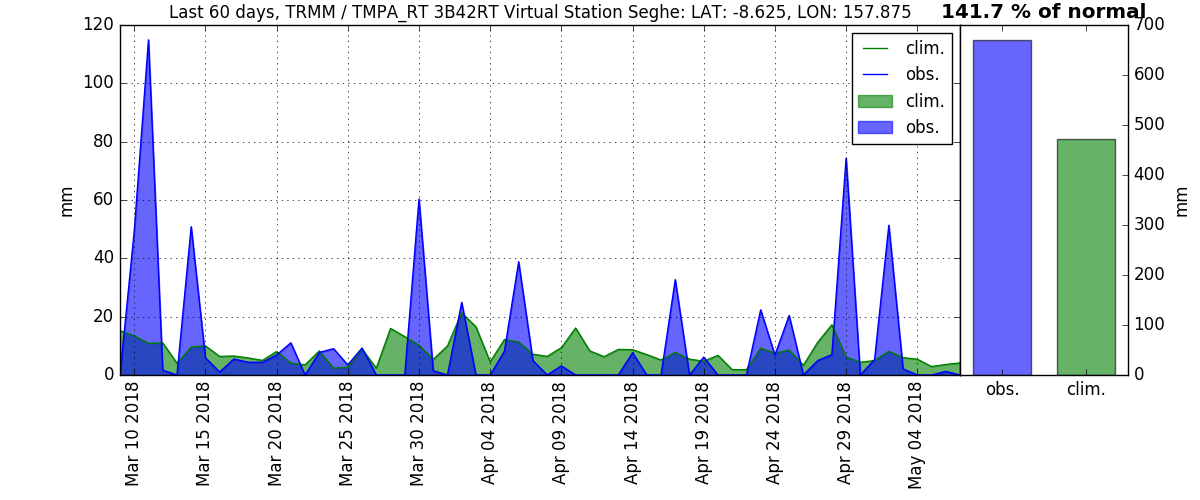 Last 60 days, TRMM / TMPA_RT 3B42RT Virtual Station Seghe: LAT: -8.625, LON: 157.875
141.7 % of normal
120
100
80
60
40
20
0
mm
clim.
obs.
clim.
obs.
700
600
500
400
300
200
100
0
mm
obs.
clim.
Mar 10 2018
Mar 15 2018
Mar 20 2018
Mar 25 2018
Mar 30 2018
Apr 04 2018
Apr 09 2018
Apr 14 2018
Apr 19 2018
Apr 24 2018
Apr 29 2018
May 04 2018